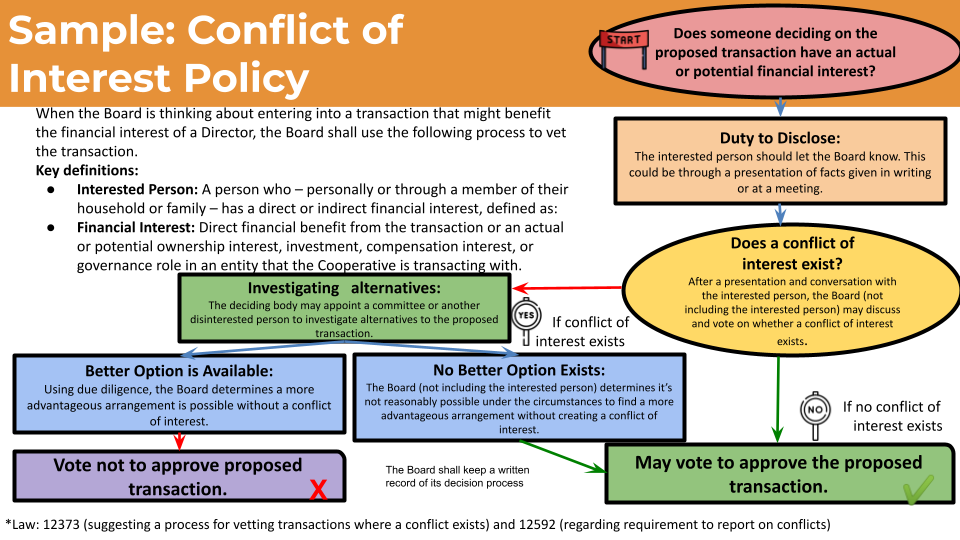 Sample: Conflict of
Interest Policy
START
Does someone deciding on the
proposed transaction have an actual
or potential financial interest?
When the Board is thinking about entering into a transaction that might benefit
the financial interest of a Director, the Board shall use the following process to vet
the transaction.
Key definitions:
● Interested Person: A person who – personally or through a member of their
household or family – has a direct or indirect financial interest, defined as:
● Financial Interest: Direct financial benefit from the transaction or an actual
or potential ownership interest, investment, compensation interest, or
governance role in an entity that the Cooperative is transacting with.
Duty to Disclose:
The interested person should let the Board know. This
could be through a presentation of facts given in writing
or at a meeting.
Does a conflict of
interest exist?
After a presentation and conversation with
the interested person, the Board (not
including the interested person) may discuss
and vote on whether a conflict of interest
exists.
YES
If conflict of
interest exists
Investigating alternatives:
The deciding body may appoint a committee or another
disinterested person to investigate alternatives to the proposed
transaction.
Better Option is Available:
Using due diligence, the Board determines a more
advantageous arrangement is possible without a conflict
of interest.
No Better Option Exists:
The Board (not including the interested person) determines it's
not reasonably possible under the circumstances to find a more
advantageous arrangement without creating a conflict of
interest.
NO
If no conflict of
interest exists
Vote not to approve proposed
transaction.
X
The Board shall keep a written
record of its decision process
May vote to approve the proposed
transaction.
*Law: 12373 (suggesting a process for vetting transactions where a conflict exists) and 12592 (regarding requirement to report on conflicts)